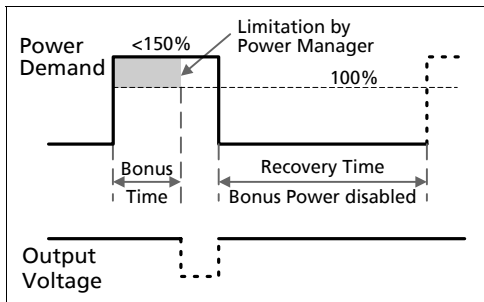 Power
Demand
<150%
Limitation by
Power Manager
100%
Bonus
Time
Recovery Time
Bonus Power disabled
Output
Voltage